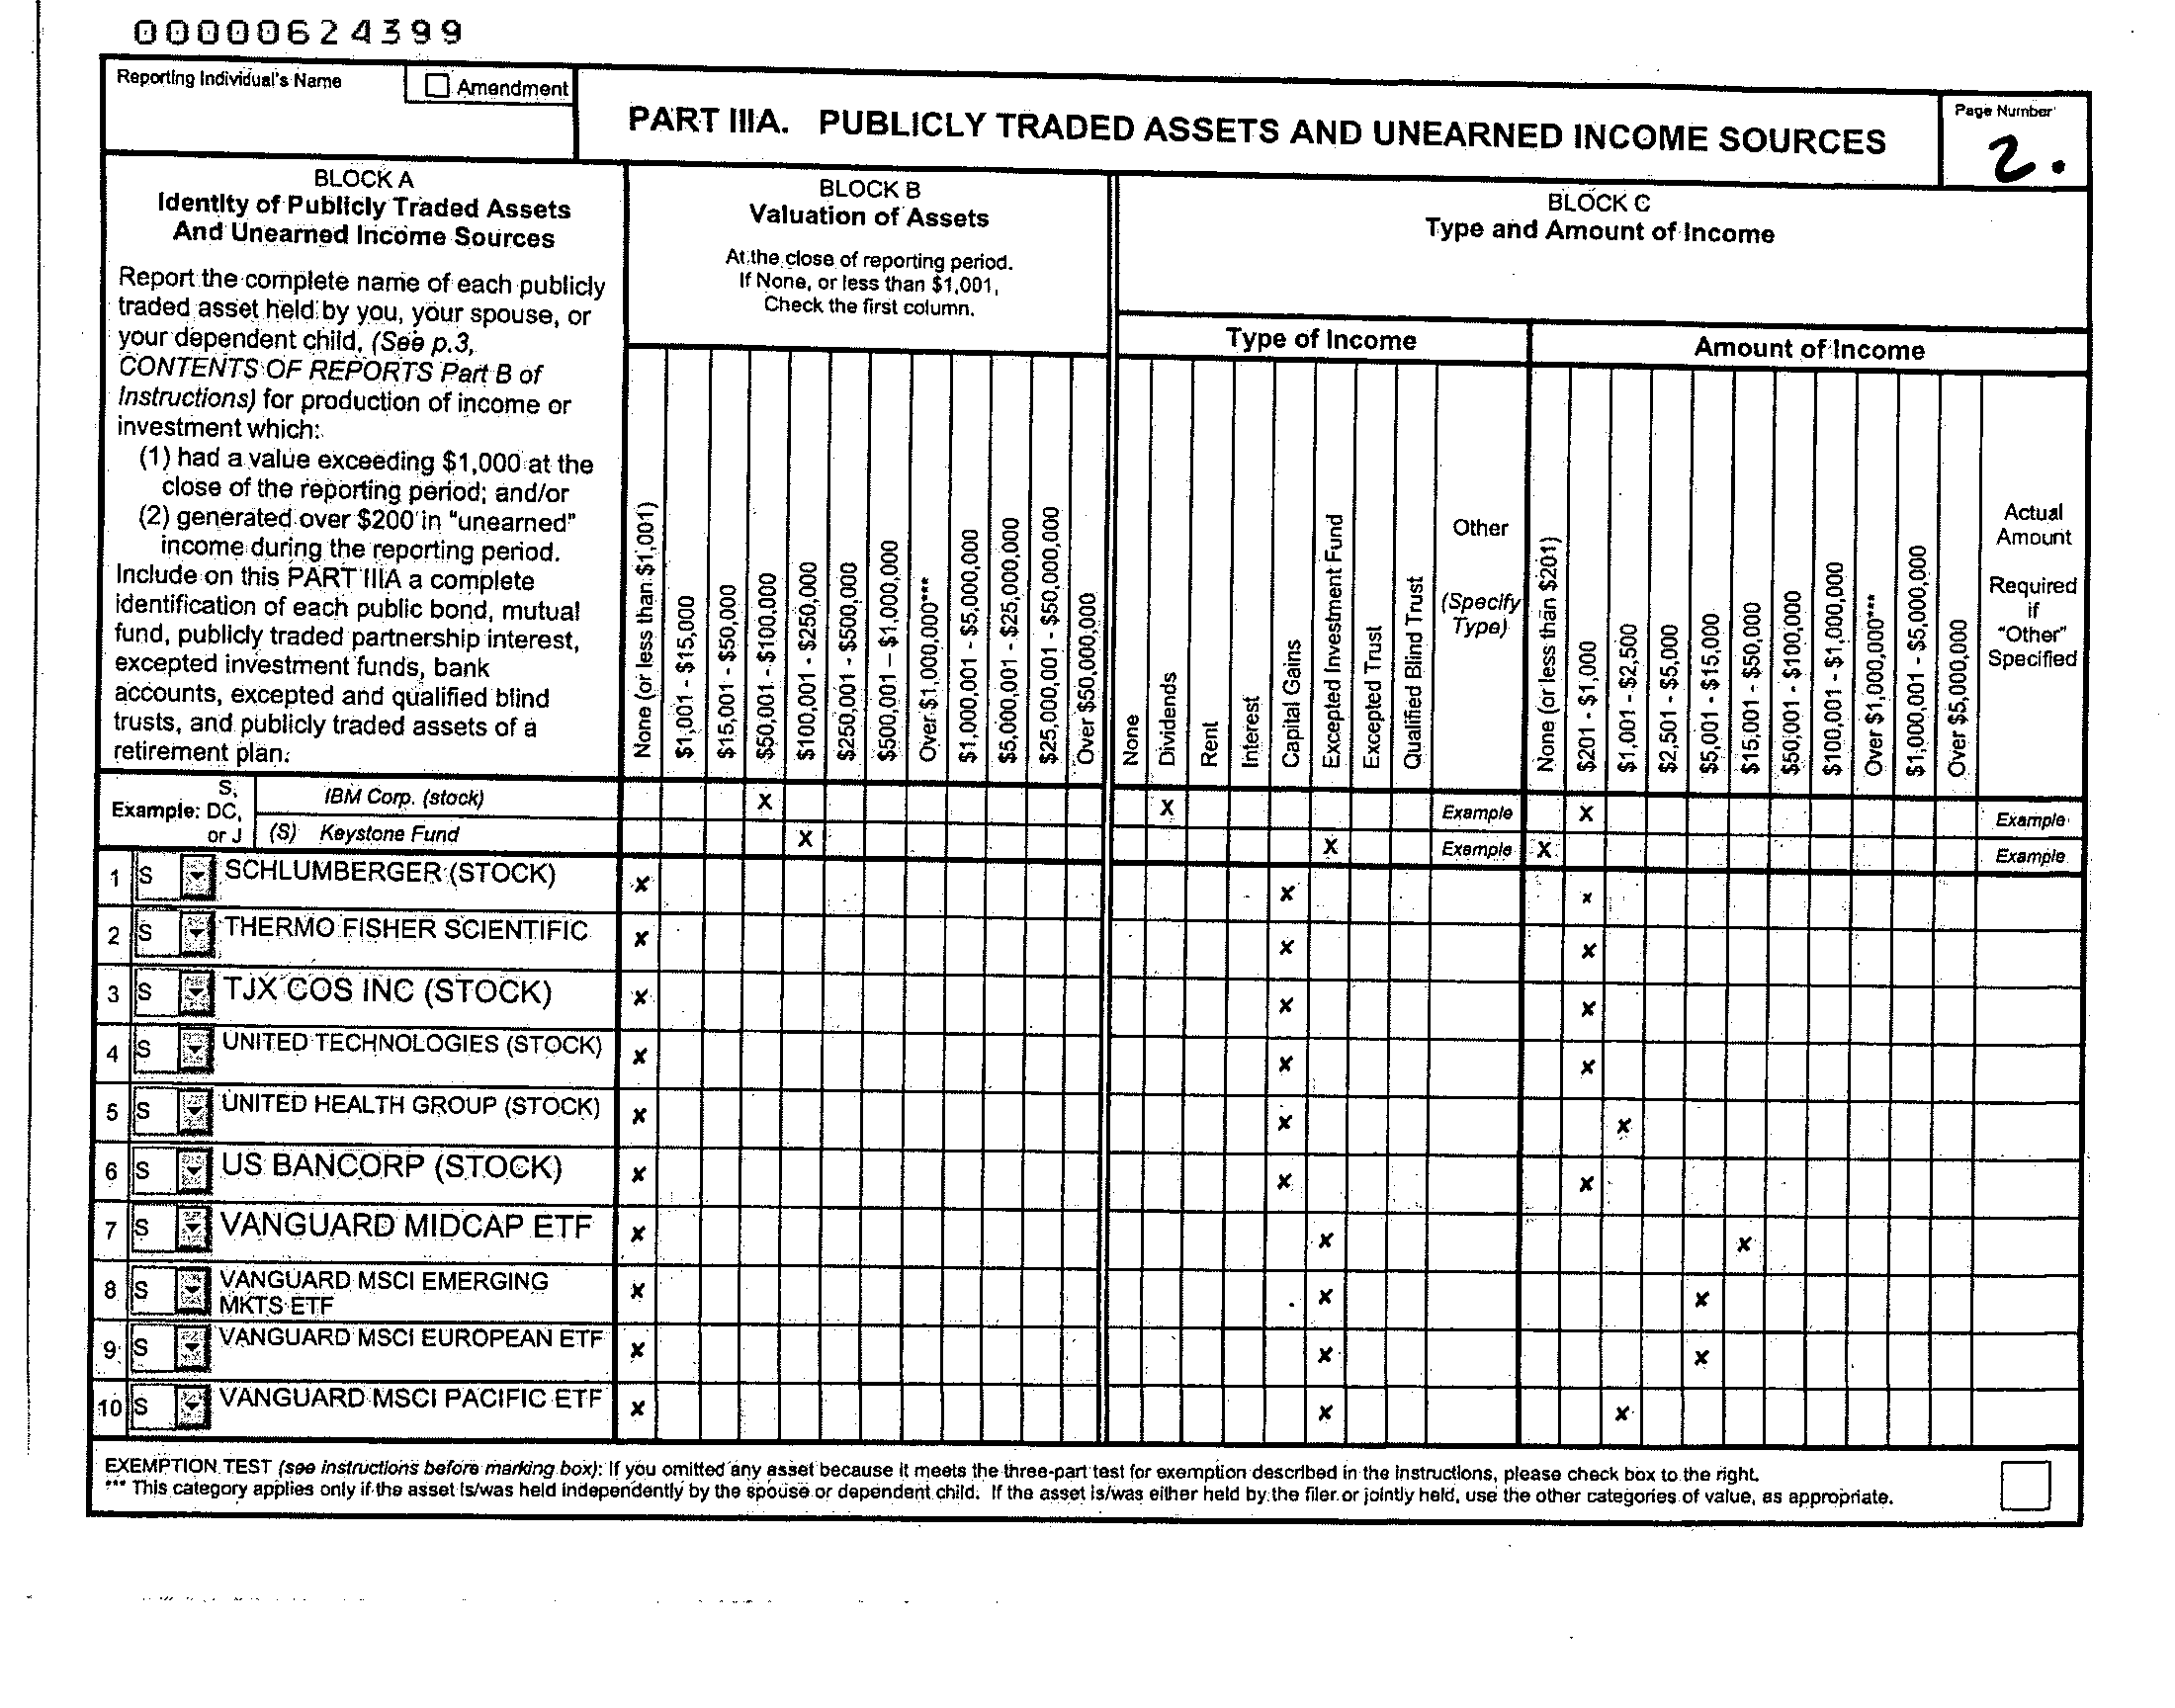 00000624399
Reporting Individual's Name
Amendment
PART IIIA. PUBLICLY TRADED ASSETS AND UNEARNED INCOME SOURCES
Page Number
2.
BLOCK A
Identity of Publicly Traded Assets
And Unearned Income Sources
Report the complete name of each publicly
traded asset held by you, your spouse, or
your dependent child, (See p.3,
CONTENTS OF REPORTS Part B of
Instructions) for production of income or
investment which:
(1) had a value exceeding $1,000 at the
close of the reporting period; and/or
(2) generated over $200 in "unearned"
income during the reporting period.
Include on this PART IIIA a complete
identification of each public bond, mutual
fund, publicly traded partnership interest,
excepted investment funds, bank
accounts, excepted and qualified blind
trusts, and publicly traded assets of a
retirement plan.
BLOCK B
Valuation of Assets
At the close of reporting period.
If None, or less than $1,001,
Check the first column.
BLOCK C
Type and Amount of Income
Type of Income
Amount of Income
None (or less than $1,001)
$1,001 - $15,000
$15,001 - $50,000
$50,001 - $100,000
$100,001 - $250,000
$250,001 - $500,000
$500,001 – $1,000,000
Over $1,000,000***
$1,000,001 - $5,000,000
$5,000,001 - $25,000,000
$25,000,001 - $50,000,000
Over $50,000,000
None
Dividends
Rent
Interest
Capital Gains
Excepted Investment Fund
Excepted Trust
Qualified Blind Trust
Other
(Specify
Type)
None (or less than $201)
$201 - $1,000
$1,001 - $2,500
$2,501 - $5,000
$5,001 - $15,000
$15,001 - $50,000
$50,001 - $100,000
$100,001 - $1,000,000
Over $1,000,000***
$1,000,001 - $5,000,000
Over $5,000,000
Actual
Amount
Required
if
"Other"
Specified
Example:
S,
DC,
or J
IBM Corp. (stock) X X Example X Example
(S) Keystone Fund X X Example X Example
1 S SCHLUMBERGER (STOCK) x x x
2 S THERMO FISHER SCIENTIFIC x x x
3 S TJX COS INC (STOCK) x x x
4 S UNITED TECHNOLOGIES (STOCK) x x x
5 S UNITED HEALTH GROUP (STOCK) x x x
6 S US BANCORP (STOCK) x x x
7 S VANGUARD MIDCAP ETF x x x
8 S VANGUARD MSCI EMERGING
MKTS ETF x x x
9 S VANGUARD MSCI EUROPEAN ETF x x x
10 S VANGUARD MSCI PACIFIC ETF x x x
EXEMPTION TEST (see instructions before marking box): If you omitted any asset because it meets the three-part test for exemption described in the instructions, please check box to the right.
*** This category applies only if the asset is/was held independently by the spouse or dependent child. If the asset is/was either held by the filer or jointly held, use the other categories of value, as appropriate.